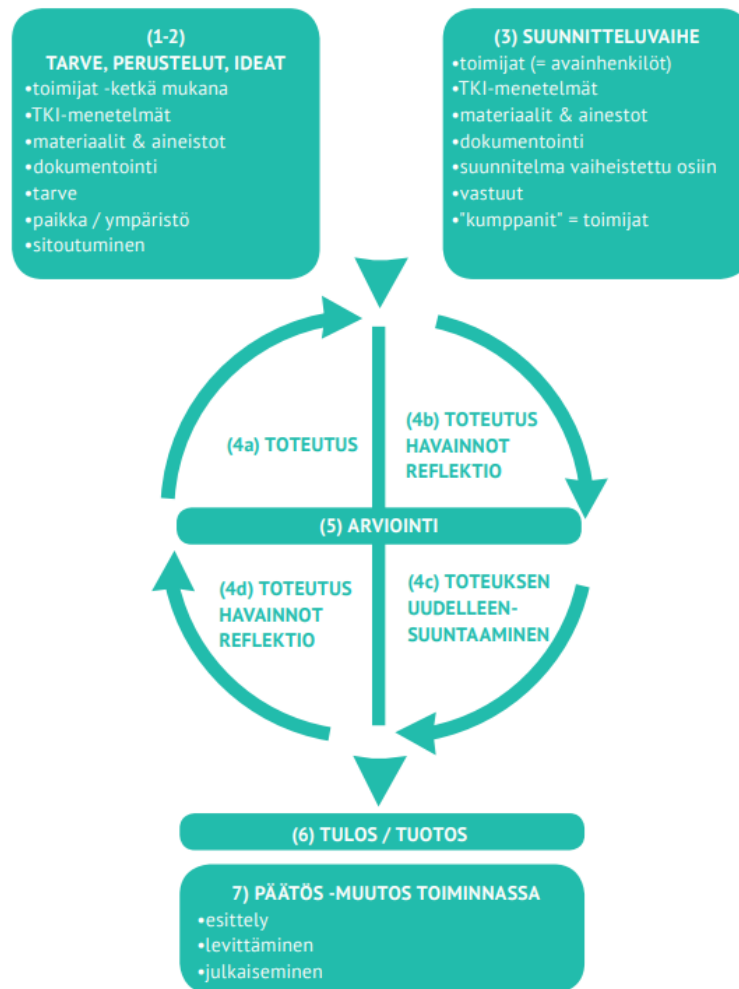 (1-2)
TARVE, PERUSTELUT, IDEAT
•toimijat -ketkä mukana
•TKI-menetelmät
•materiaalit & aineistot
•dokumentointi
•tarve
•paikka / ympäristö
•sitoutuminen
(3) SUUNNITTELUVAIHE
•toimijat (= avainhenkilöt)
•TKI-menetelmät
•materiaalit & ainestot
•dokumentointi
•suunnitelma vaiheistettu osiin
•vastuut
•"kumppanit" = toimijat
(4a) TOTEUTUS
(4b) TOTEUTUS
HAVAINNOT
REFLEKTIO
(5) ARVIOINTI
(4d) TOTEUTUS
HAVAINNOT
REFLEKTIO
(4c) TOTEUKSEN
UUDELLEEN-
SUUNTAAMINEN
(6) TULOS / TUOTOS
7) PÄÄTÖS -MUUTOS TOIMINNASSA
•esittely
•levittäminen
•julkaiseminen